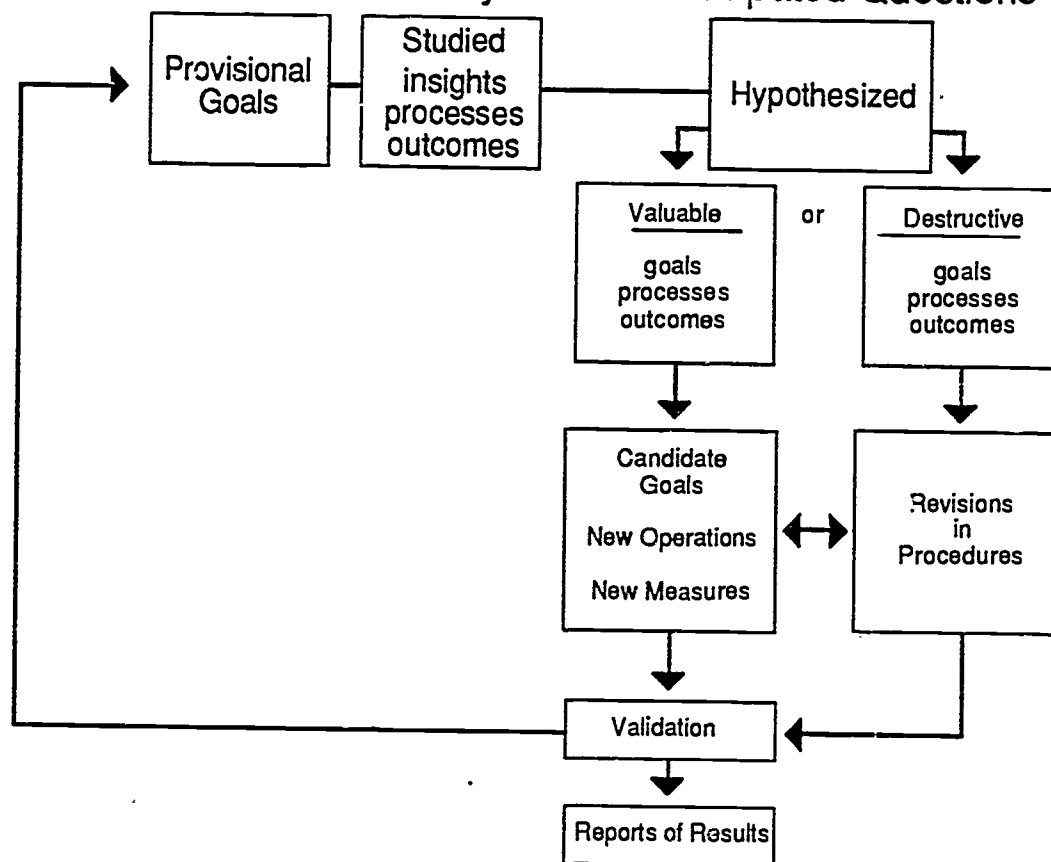 Questions
Provisional
Goals
Studied
insights
processes
outcomes
Hypothesized
Valuable
goals
processes
outcomes
or
Destructive
goals
processes
outcomes
Candidate
Goals
New Operations
New Measures
Revisions
in
Procedures
Validation
Reports of Results